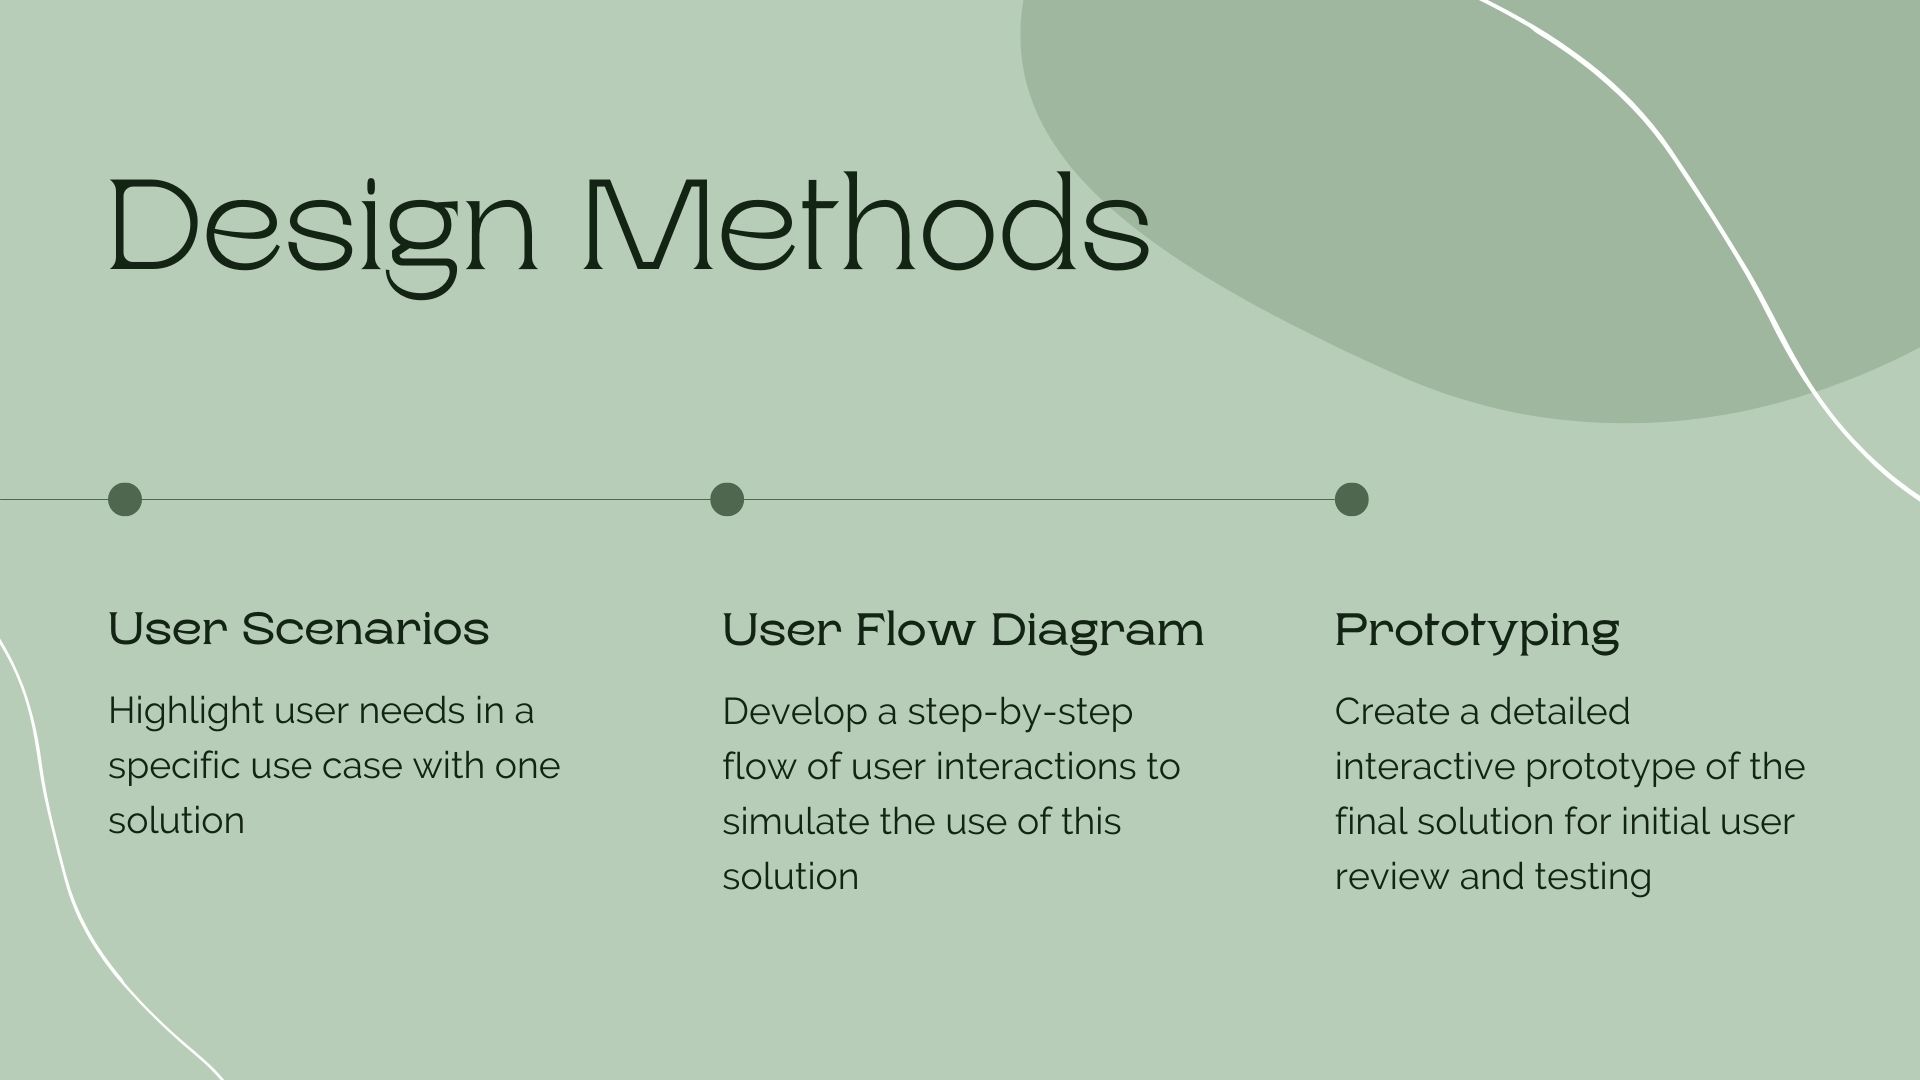 Design Methods
User Scenarios
Highlight user needs in a
specific use case with one
solution
User Flow Diagram
Develop a step-by-step
flow of user interactions to
simulate the use of this
solution
Prototyping
Create a detailed
interactive prototype of the
final solution for initial user
review and testing